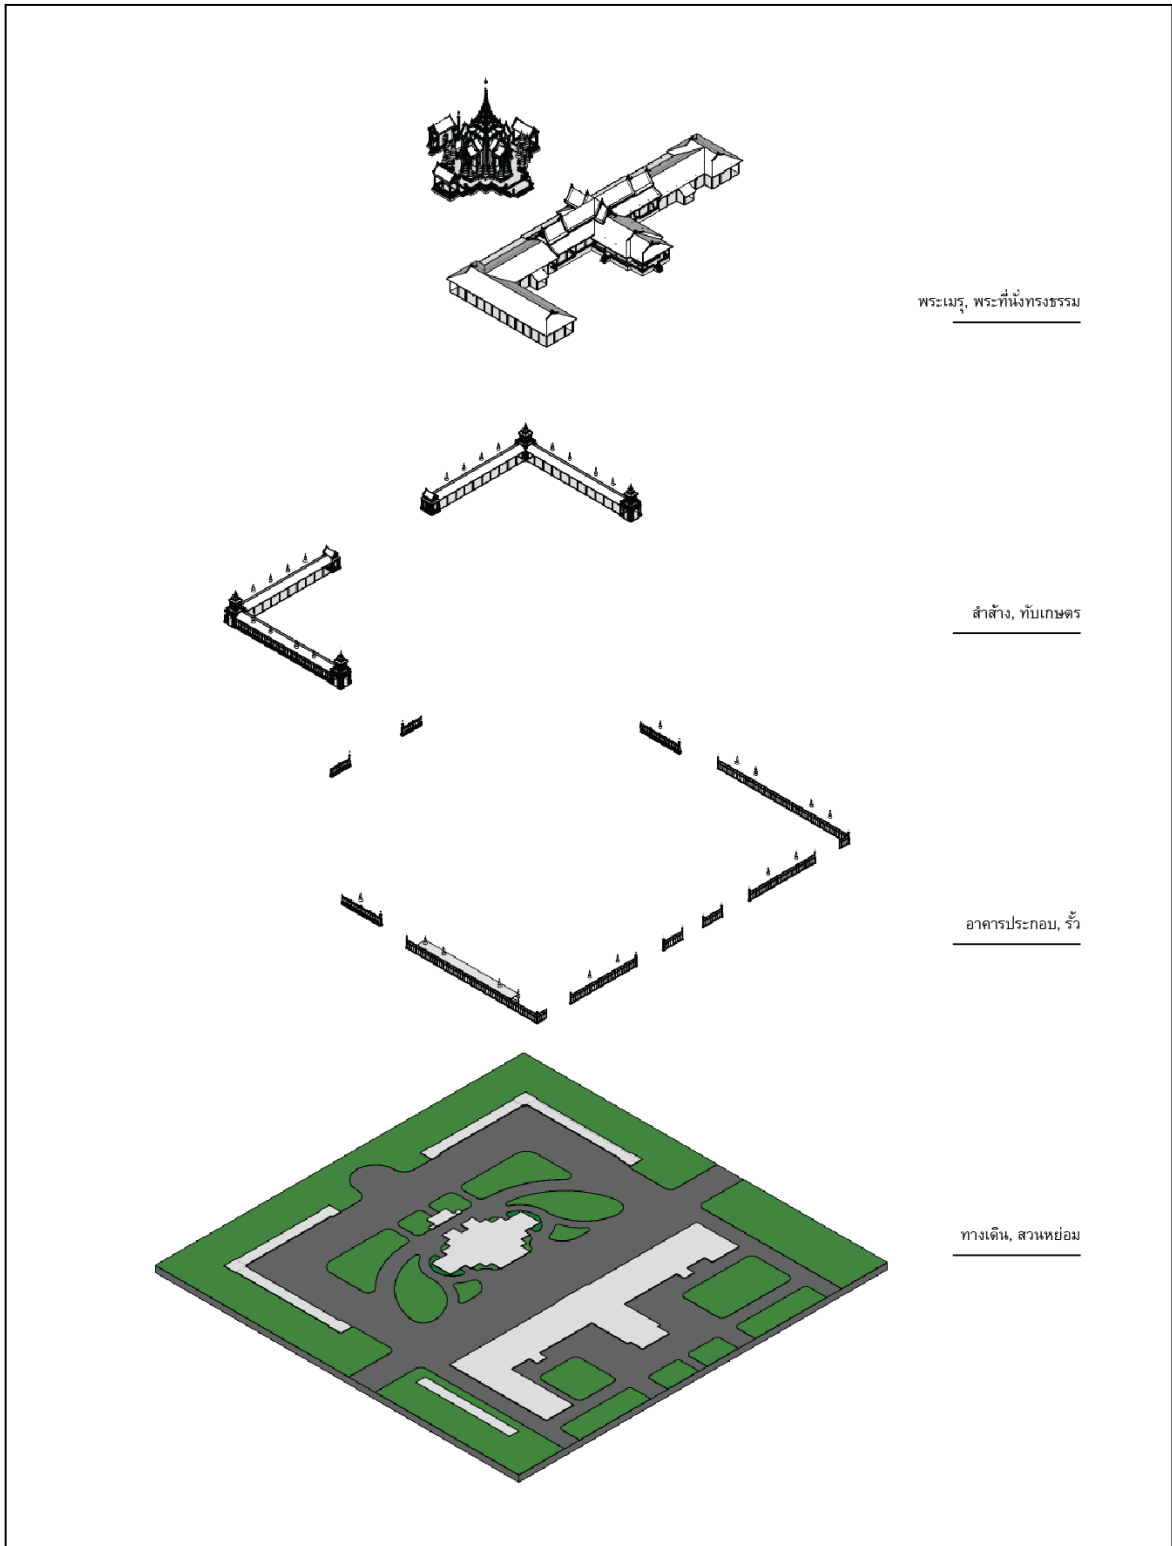 พระเมรุ, พระที่นั่งทรงธรรม
สำส้าง, ทับเกษตร
อาคารประกอบ, รั้ว
ทางเดิน, สวนหย่อม